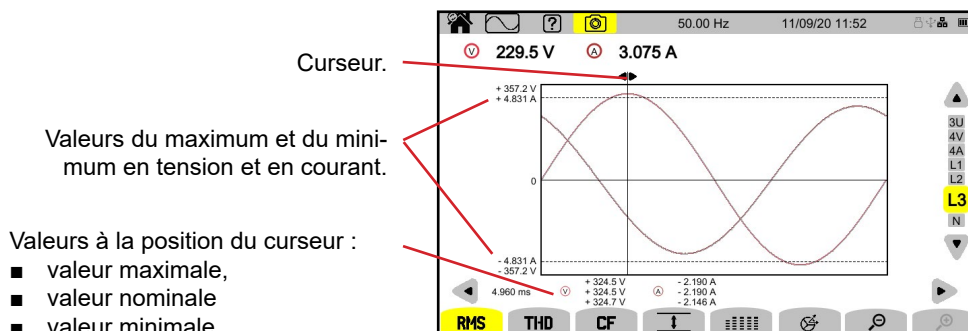 50.00 Hz 11/09/20 11:52
V 229.5 V A 3.075 A
Curseur.
+ 357.2 V
+ 4.831 A
Valeurs du maximum et du mini-
mum en tension et en courant.
3U
4V
4A
L1
L2
L3
N
0
Valeurs à la position du curseur :
■ valeur maximale,
■ valeur nominale
■ valeur minimale
- 4.831 A
- 357.2 V
4.960 ms
V
+ 324.5 V
+ 324.5 V
+ 324.7 V
A
- 2.190 A
- 2.190 A
- 2.146 A
RMS THD CF